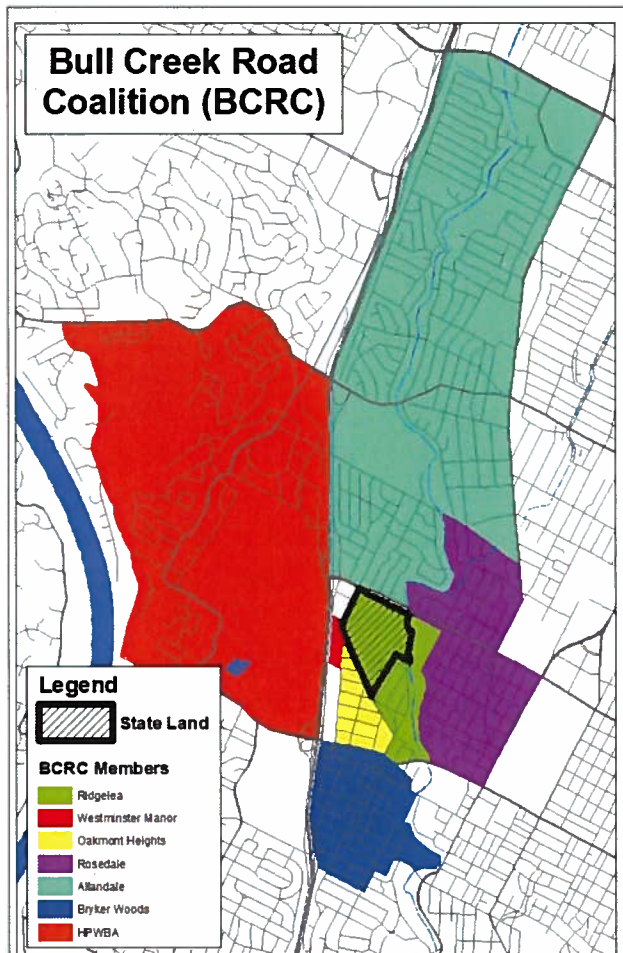 Bull Creek Road
Coalition (BCRC)
Legend
State Land
BCRC Members
Ridgelea
Westminster Manor
Oakmont Heights
Rosedale
Allandale
Bryker Woods
HPWBA